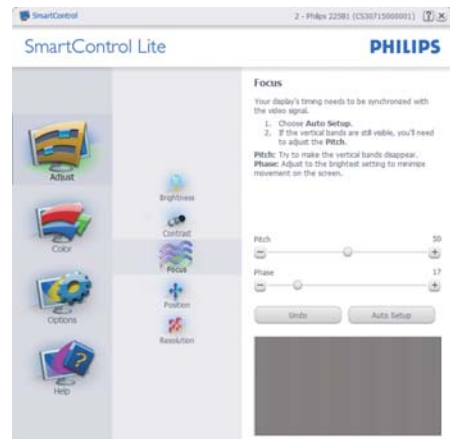 SmartControl
2 - Philips 225B1 (CS30715000001)
SmartControl Lite
PHILIPS
Adjust
Color
Options
Help
Brightness
Contrast
Focus
Position
Resolution
Focus
Your display's timing needs to be synchronized with
the video signal.
1. Choose Auto Setup.
2. If the vertical bands are still visible, you'll need
to adjust the Pitch.
Pitch: Try to make the vertical bands disappear.
Phase: Adjust to the brightest setting to minimize
movement on the screen.
Pitch 50
Phase 17
Undo Auto Setup